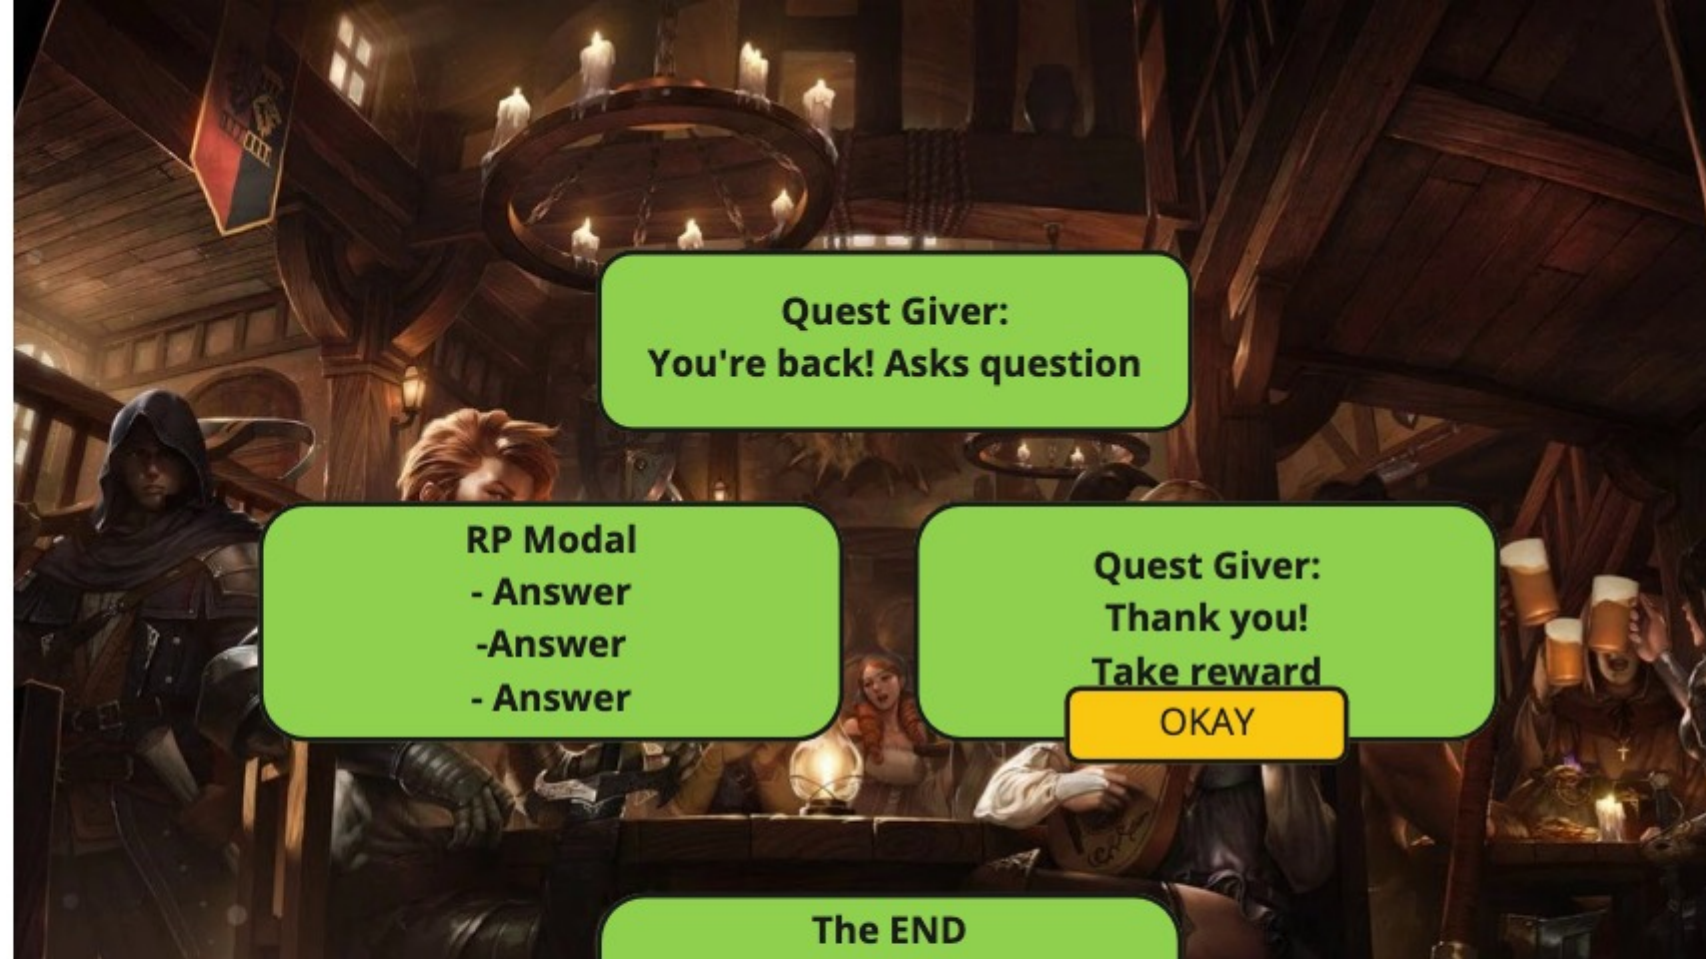 Quest Giver:
You're back! Asks question
RP Modal
- Answer
-Answer
- Answer
Quest Giver:
Thank you!
Take reward
OKAY
The END